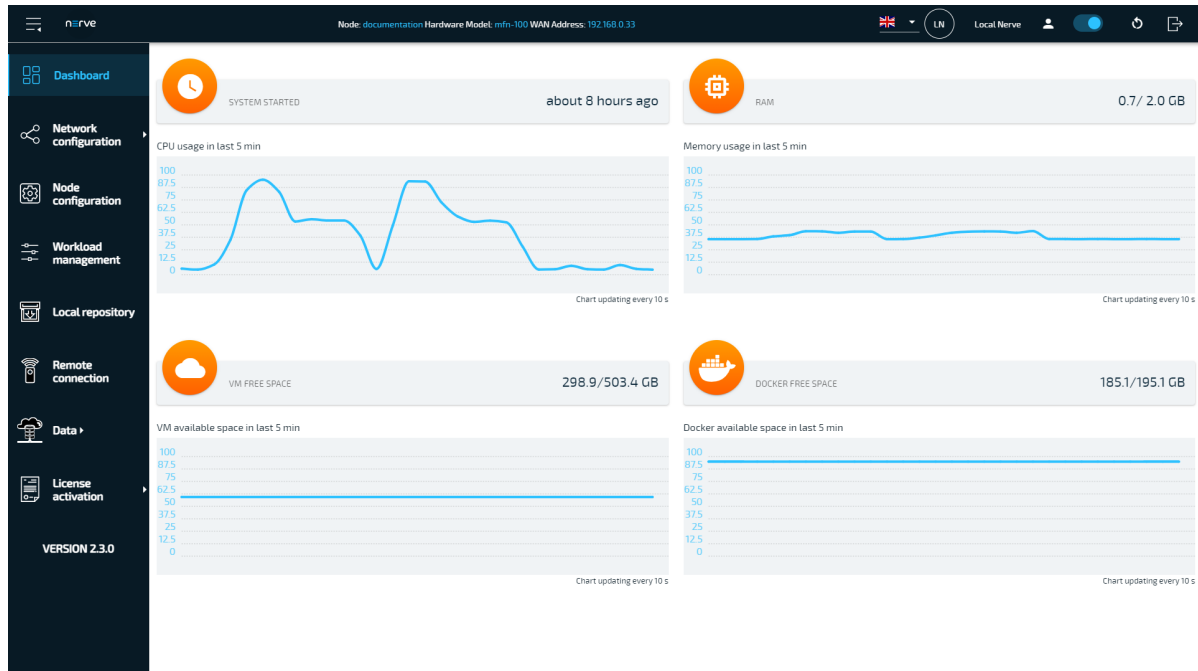 nerve
Node: documentation Hardware Model: mfn-100 WAN Address: 192.168.0.33
LN
Local Nerve
Dashboard
Network
configuration
Node
configuration
Workload
management
Local repository
Remote
connection
Data
License
activation
VERSION 2.3.0
SYSTEM STARTED
about 8 hours ago
CPU usage in last 5 min
100
87.5
75
62.5
50
37.5
25
12.5
0
Chart updating every 10 s
RAM
0.7/ 2.0 GB
Memory usage in last 5 min
100
87.5
75
62.5
50
37.5
25
12.5
0
Chart updating every 10 s
VM FREE SPACE
298.9/503.4 GB
VM available space in last 5 min
100
87.5
75
62.5
50
37.5
25
12.5
0
Chart updating every 10 s
DOCKER FREE SPACE
185.1/195.1 GB
Docker available space in last 5 min
100
87.5
75
62.5
50
37.5
25
12.5
0
Chart updating every 10 s